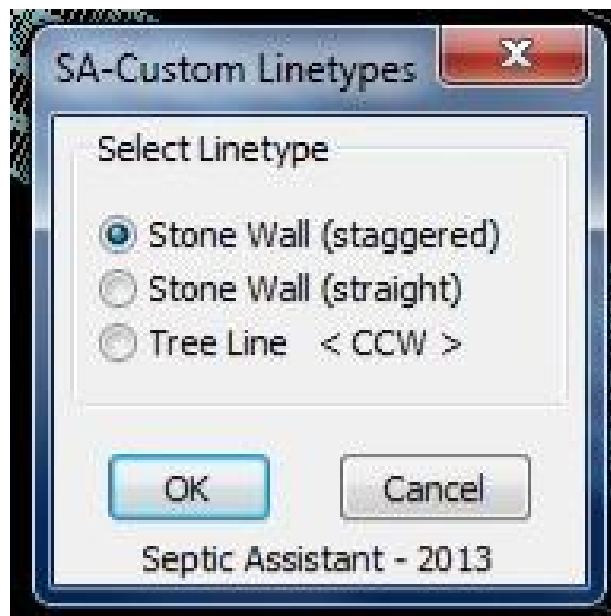 SA-Custom Linetypes
Select Linetype
Stone Wall (staggered)
Stone Wall (straight)
Tree Line < CCW >
OK Cancel
Septic Assistant - 2013